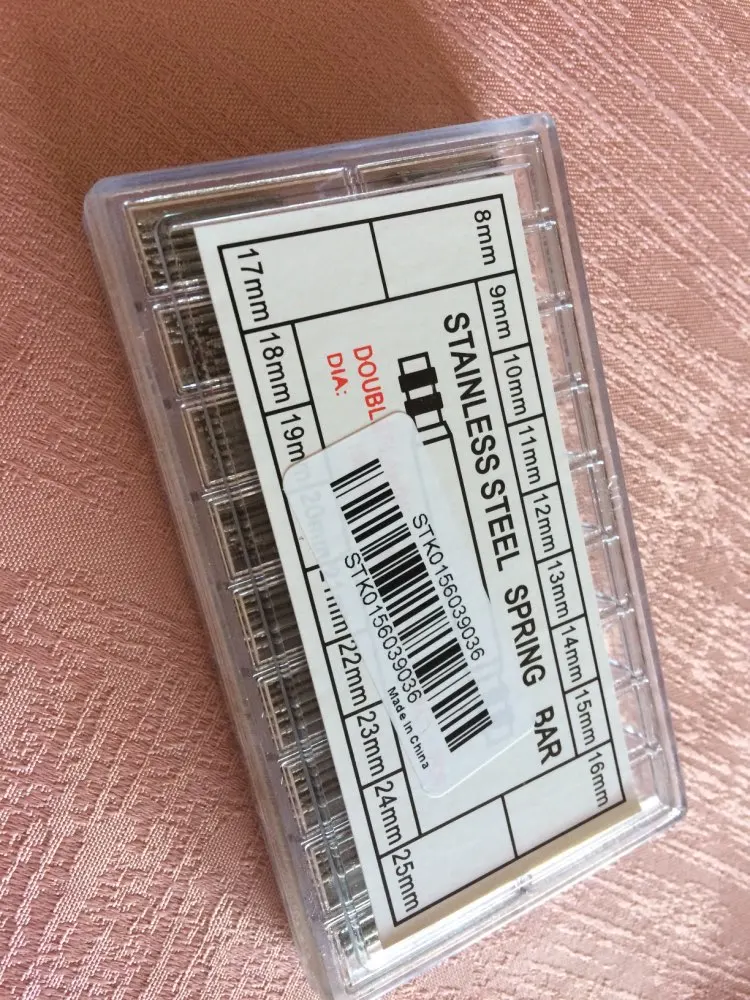 8mm
9mm
10mm
11mm
12mm
13mm
14mm
15mm
16mm
STAINLESS STEEL SPRING BAR
DOUBL
DIA:
STK0156039036
STK0156039036
Made in China
17mm
18mm
19m
20mm
22mm
23mm
24mm
25mm